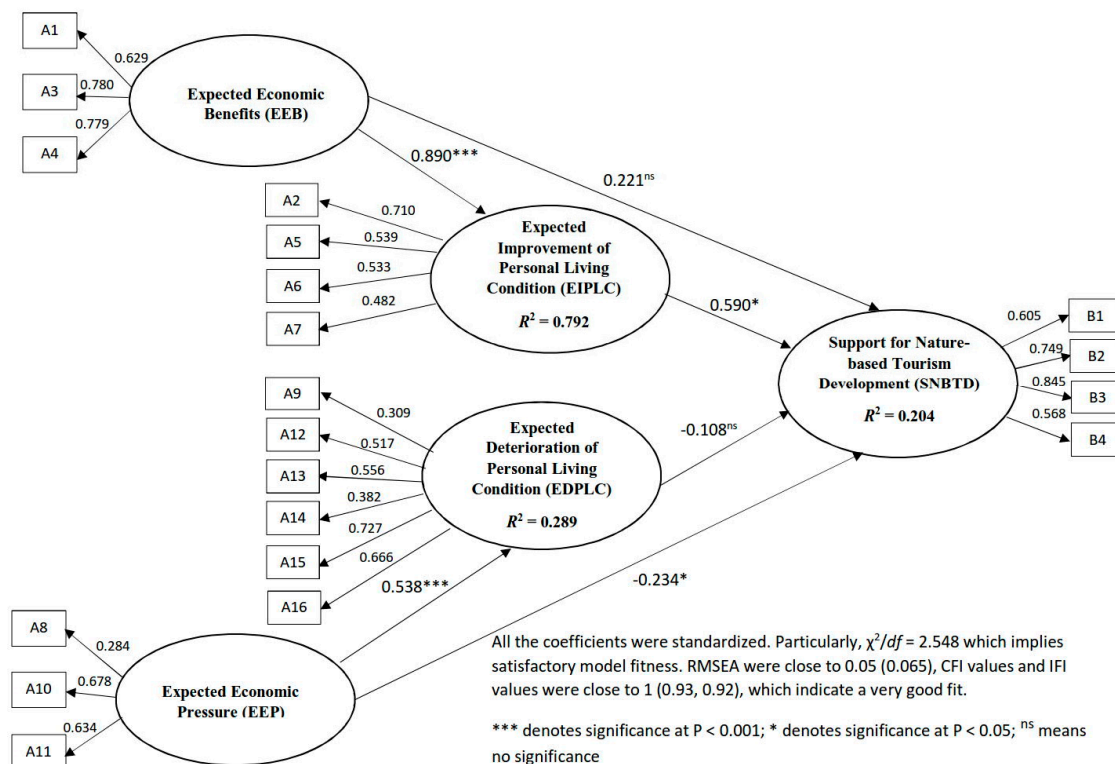 A1
0.629
A3
0.780
A4
0.779
Expected Economic
Benefits (EEB)
0.890***
0.221ns
A2
0.710
A5
0.539
A6
0.533
A7
0.482
Expected
Improvement of
Personal Living
Condition (EIPLC)
R² = 0.792
0.590*
Support for Nature-
based Tourism
Development (SNBTD)
R² = 0.204
0.605
B1
0.749
B2
0.845
B3
0.568
B4
A9
0.309
A12
0.517
A13
0.556
A14
0.382
A15
0.727
A16
0.666
Expected
Deterioration of
Personal Living
Condition (EDPLC)
R² = 0.289
-0.108ns
0.538***
-0.234*
A8
0.284
A10
0.678
A11
0.634
Expected Economic
Pressure (EEP)
All the coefficients were standardized. Particularly, χ²/df = 2.548 which implies
satisfactory model fitness. RMSEA were close to 0.05 (0.065), CFI values and IFI
values were close to 1 (0.93, 0.92), which indicate a very good fit.
*** denotes significance at P < 0.001; * denotes significance at P < 0.05; ns means
no significance